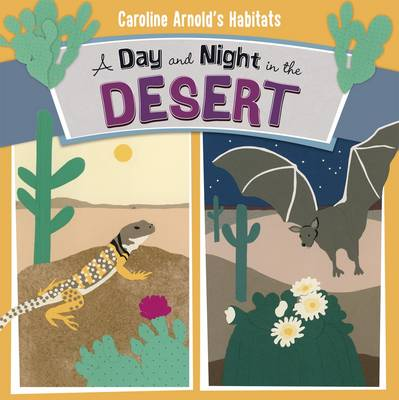 Caroline Arnold's Habitats
A Day and Night in the
DESERT